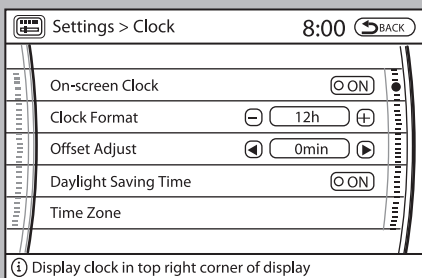 Settings > Clock 8:00 BACK
On-screen Clock ON
Clock Format − 12h +
Offset Adjust 0min
Daylight Saving Time ON
Time Zone
i Display clock in top right corner of display